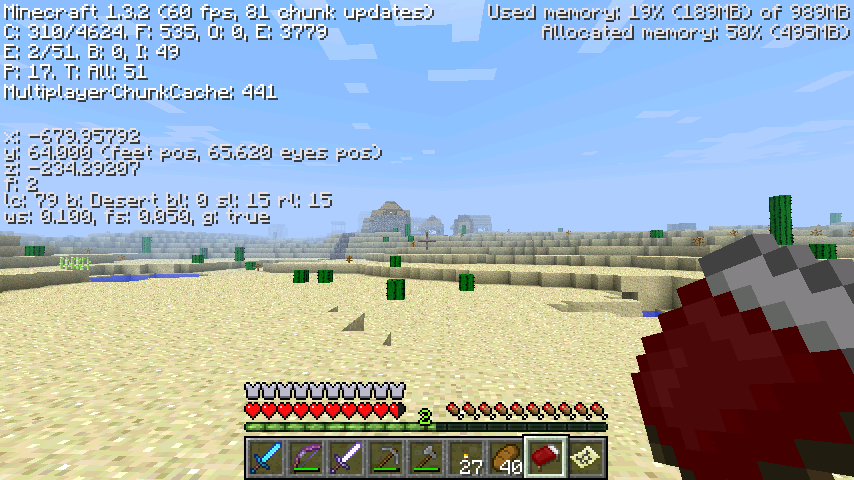 Minecraft 1.3.2 (60 fps, 81 chunk updates)
C: 310/4624. F: 535, O: 0, E: 3779
E: 2/51. B: 0, I: 49
P: 17. T: All: 51
MultiplayerChunkCache: 441
Used memory: 19% (189MB) of 989MB
Allocated memory: 50% (495MB)
x: -679.95792
y: 64.000 (feet pos, 65.620 eyes pos)
z: -234.29207
f: 2
lc: 79 b: Desert bl: 0 sl: 15 rl: 15
ws: 0.100, fs: 0.050, g: true
8
27
40